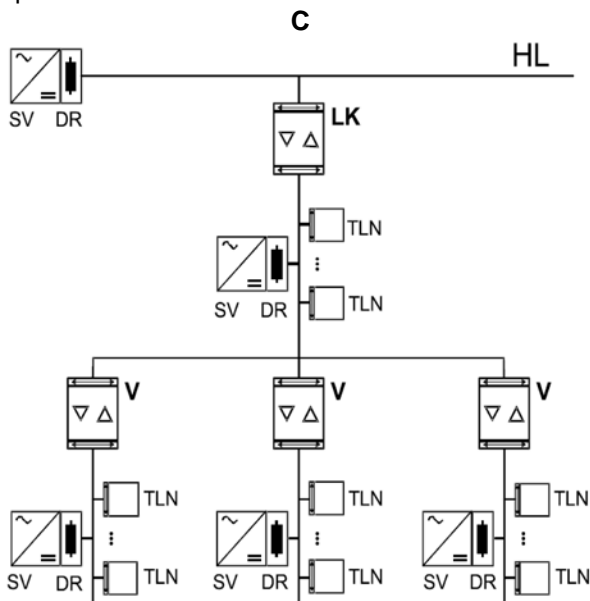 C
HL
SV DR
LK
TLN
SV DR
TLN
V V V
TLN TLN TLN
SV DR TLN SV DR TLN SV DR TLN